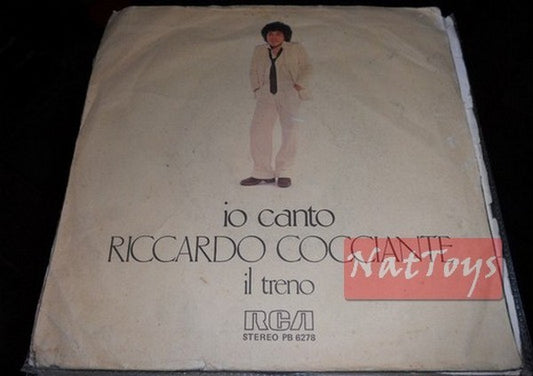 io canto
RICCARDO COCCIANTE
il treno
RCA
STEREO PB 6278
NatToys